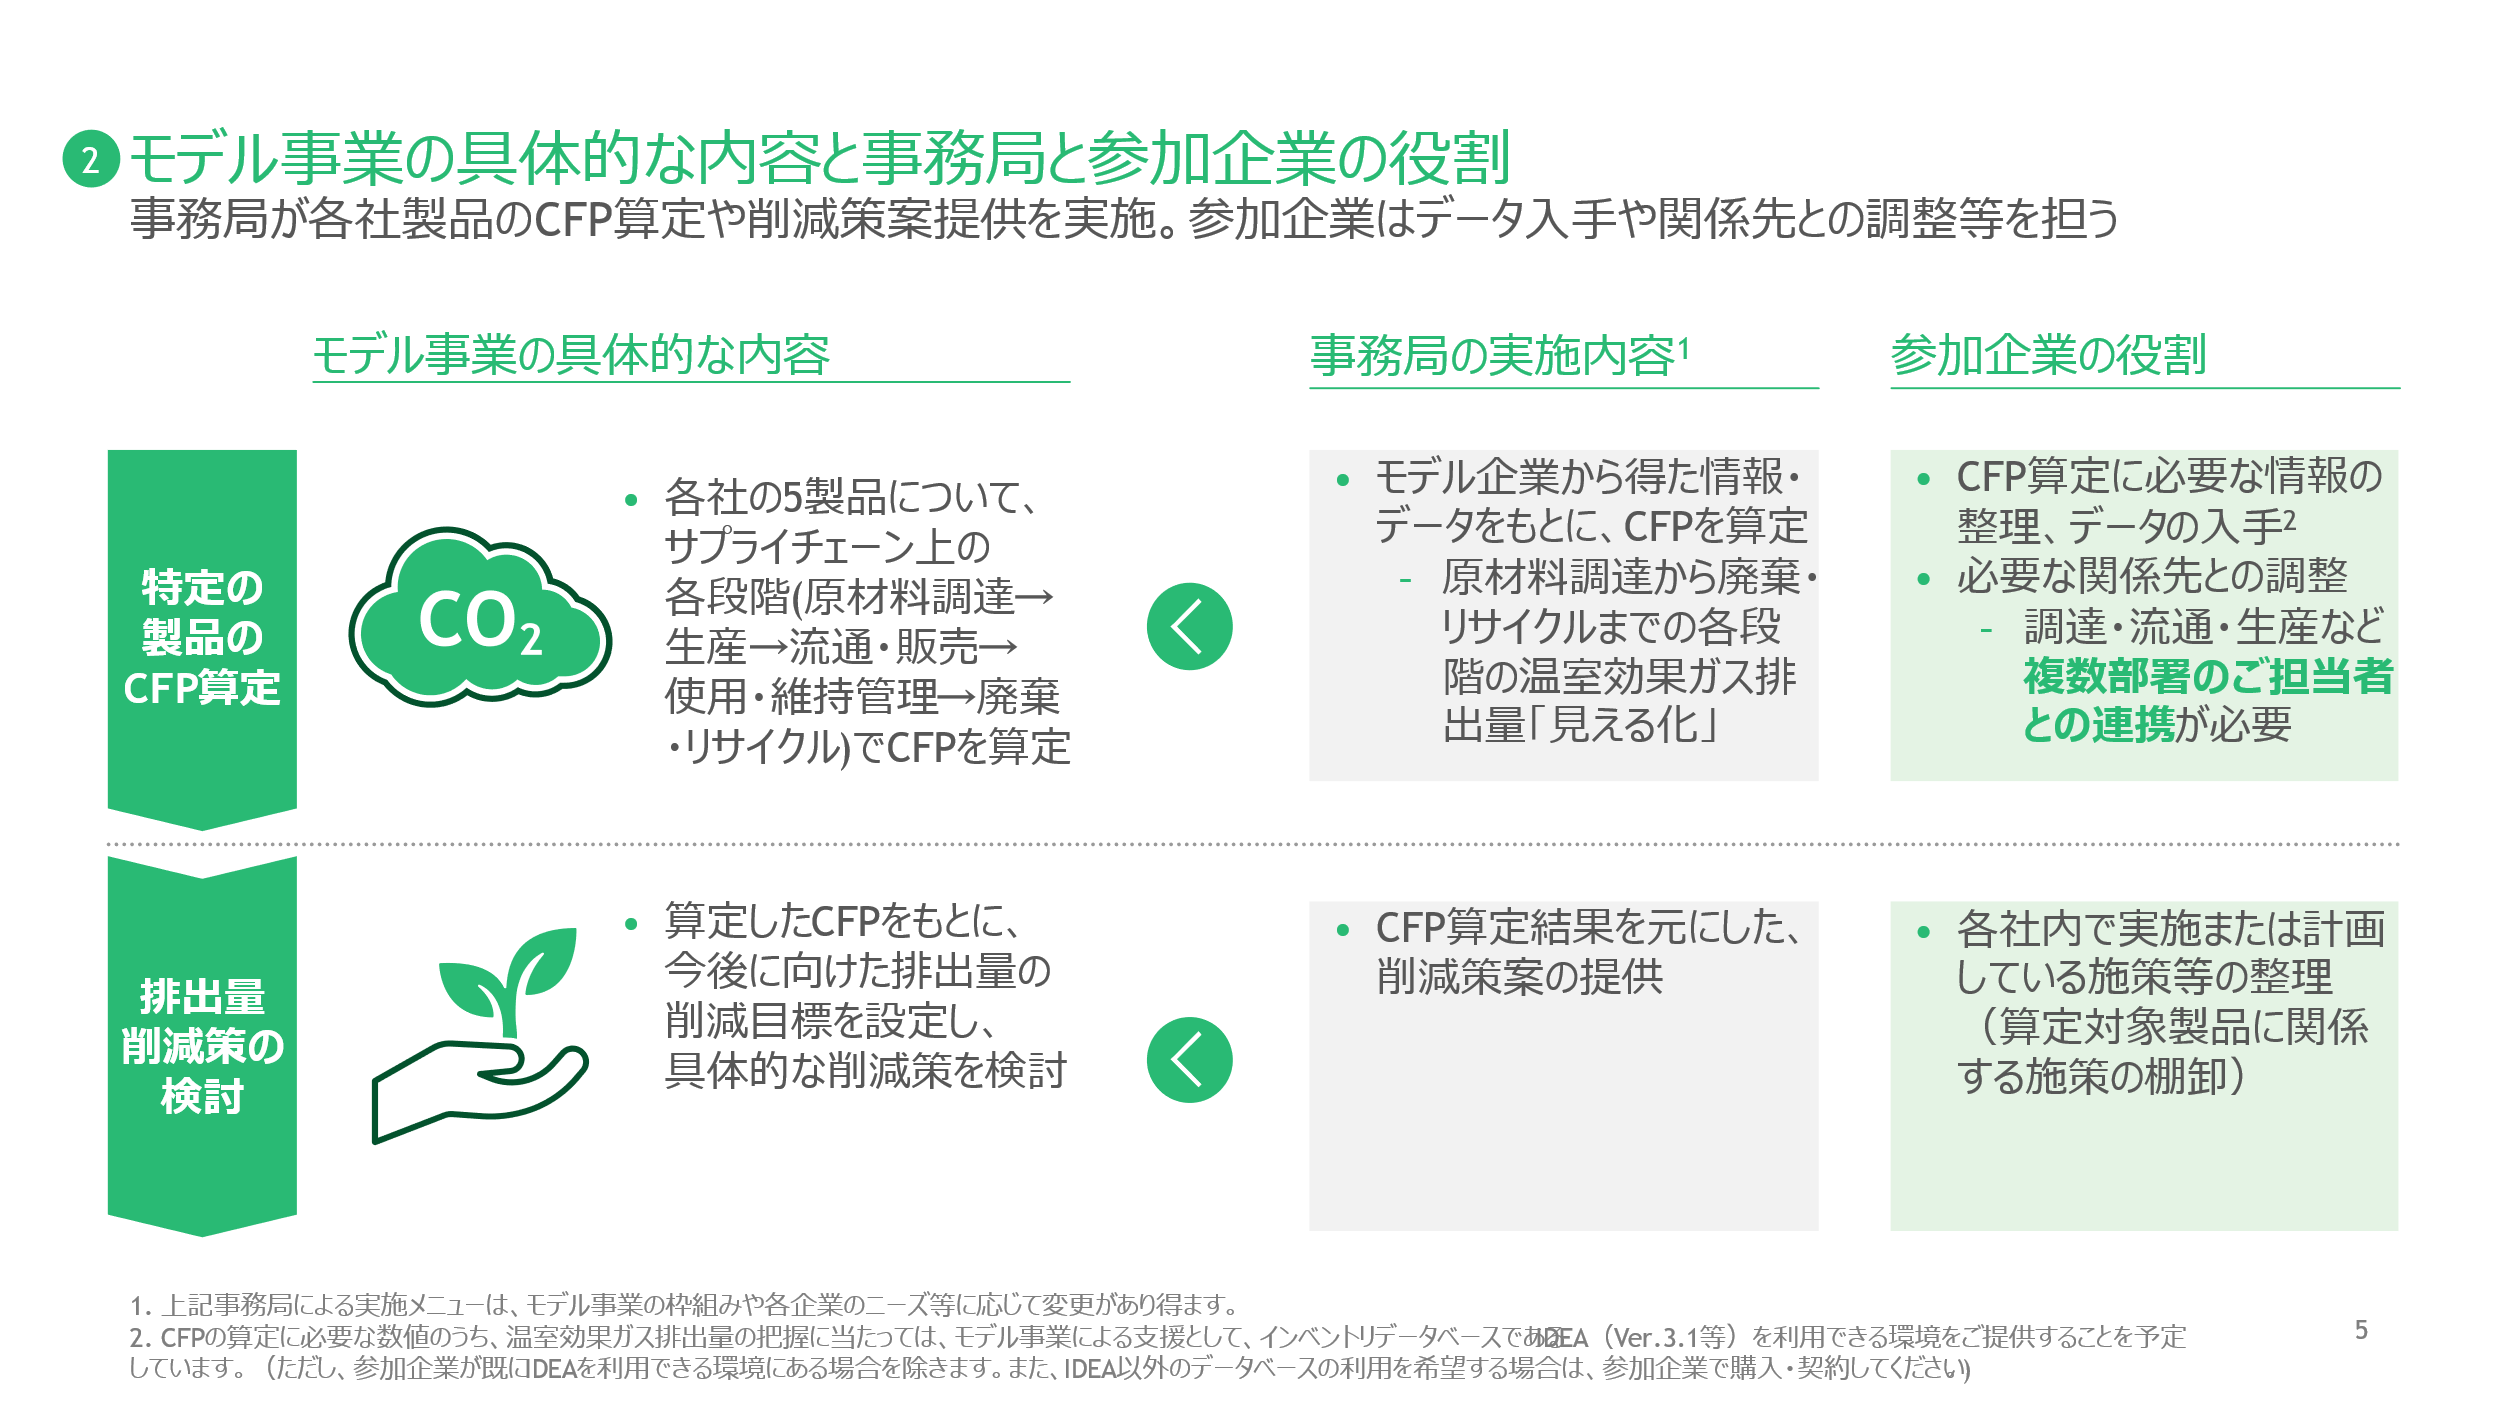 2 モデル事業の具体的な内容と事務局と参加企業の役割
事務局が各社製品のCFP算定や削減策案提供を実施。参加企業はデータ入手や関係先との調整等を担う
モデル事業の具体的な内容
事務局の実施内容1
参加企業の役割
特定の
製品の
CFP算定
CO2
• 各社の5製品について、
サプライチェーン上の
各段階(原材料調達→
生産→流通・販売→
使用・維持管理→廃棄
・リサイクル)でCFPを算定
• モデル企業から得た情報・
データをもとに、CFPを算定
- 原材料調達から廃棄・
リサイクルまでの各段
階の温室効果ガス排
出量「見える化」
• CFP算定に必要な情報の
整理、データの入手2
• 必要な関係先との調整
- 調達・流通・生産など
複数部署のご担当者
との連携が必要
排出量
削減策の
検討
• 算定したCFPをもとに、
今後に向けた排出量の
削減目標を設定し、
具体的な削減策を検討
• CFP算定結果を元にした、
削減策案の提供
• 各社内で実施または計画
している施策等の整理
（算定対象製品に関係
する施策の棚卸）
1. 上記事務局による実施メニューは、モデル事業の枠組みや各企業のニーズ等に応じて変更があり得ます。
2. CFPの算定に必要な数値のうち、温室効果ガス排出量の把握に当たっては、モデル事業による支援として、インベントリデータベースであるIDEA（Ver.3.1等）を利用できる環境をご提供することを予定
しています。（ただし、参加企業が既にIDEAを利用できる環境にある場合を除きます。また、IDEA以外のデータベースの利用を希望する場合は、参加企業で購入・契約してください)
5